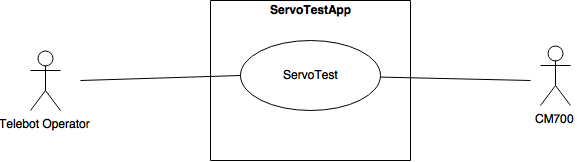 ServoTestApp
ServoTest
Telebot Operator
CM700